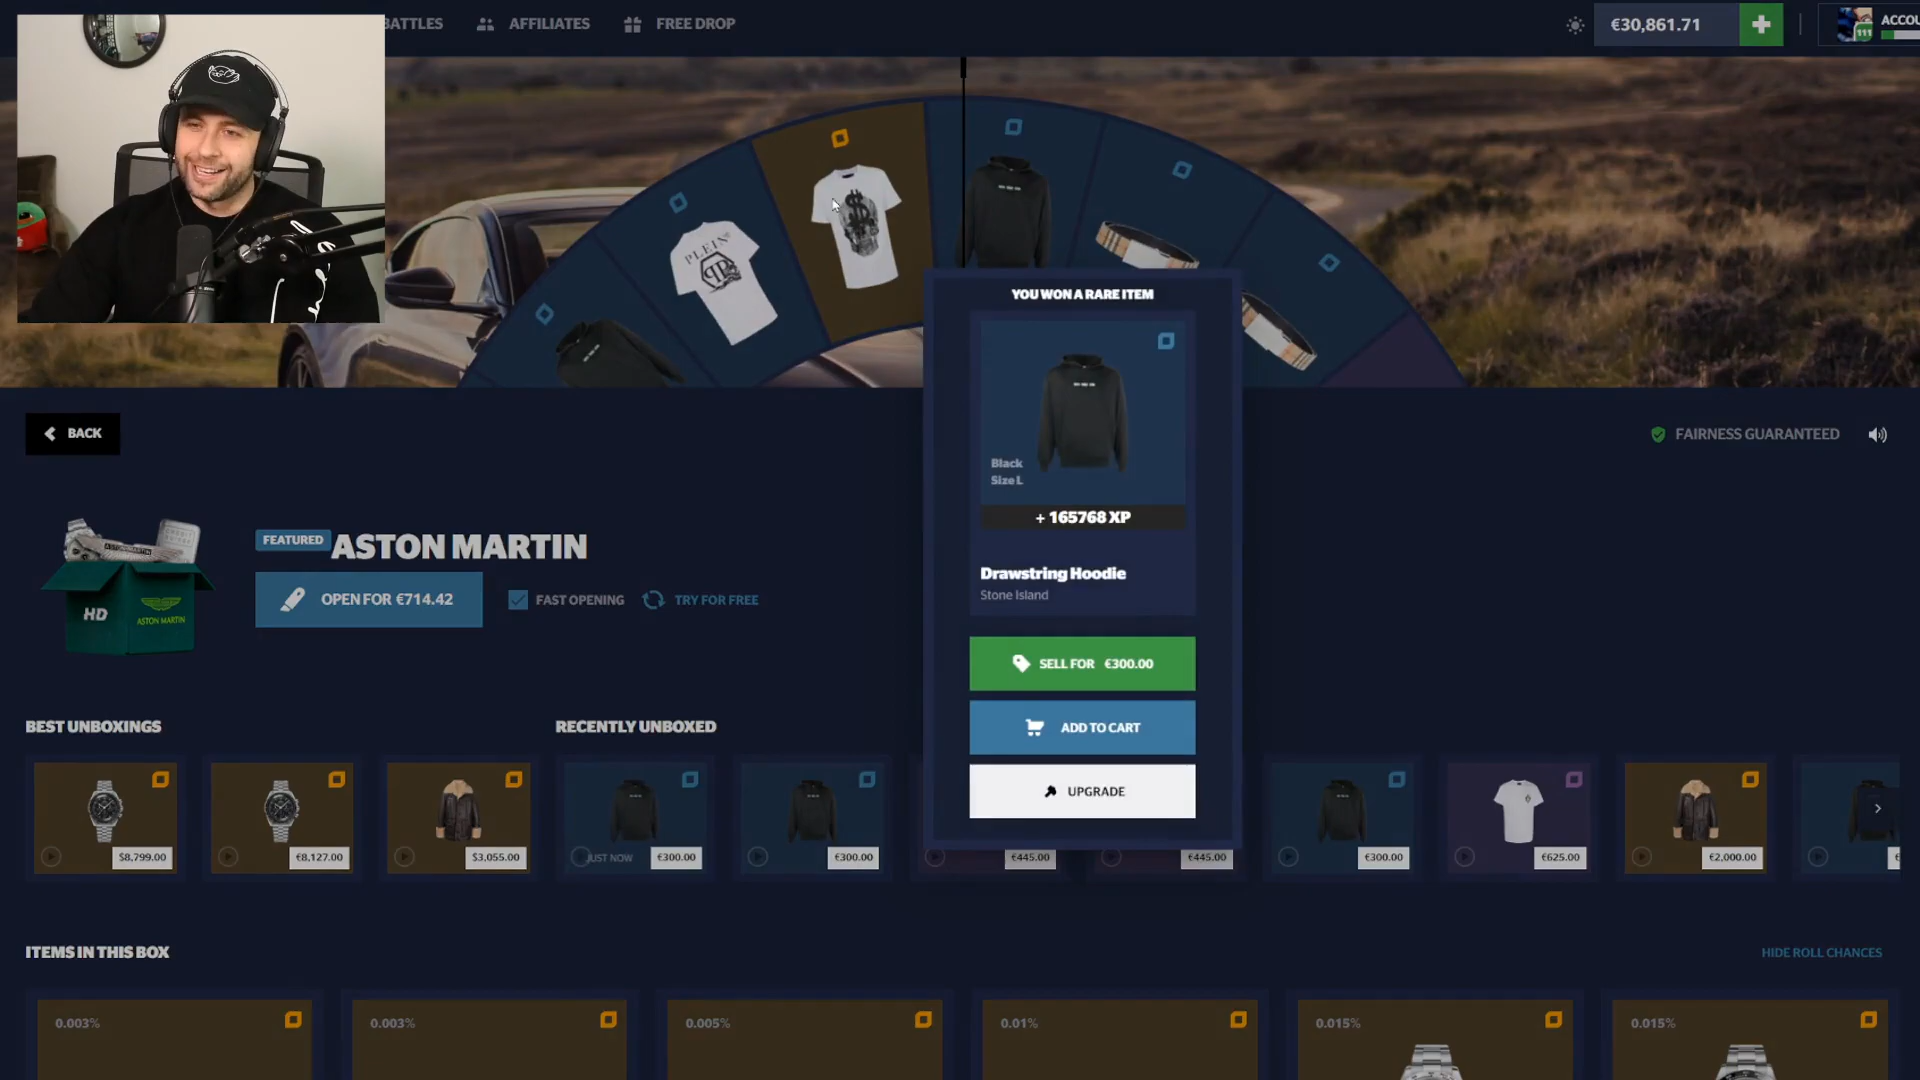 BATTLES
AFFILIATES
FREE DROP
€30,861.71
111
PLEIN
$
YOU WON A RARE ITEM
Black
Size L
+ 165768 XP
Drawstring Hoodie
Stone Island
SELL FOR €300.00
ADD TO CART
UPGRADE
BACK
FAIRNESS GUARANTEED
HD
ASTON MARTIN
FEATURED
ASTON MARTIN
OPEN FOR €714.42
FAST OPENING
TRY FOR FREE
BEST UNBOXINGS
RECENTLY UNBOXED
$8,799.00
€8,127.00
$3,055.00
JUST NOW
€300.00
€300.00
€445.00
€445.00
€300.00
€625.00
€2,000.00
ITEMS IN THIS BOX
HIDE ROLL CHANCES
0.003%
0.003%
0.005%
0.01%
0.015%
0.015%